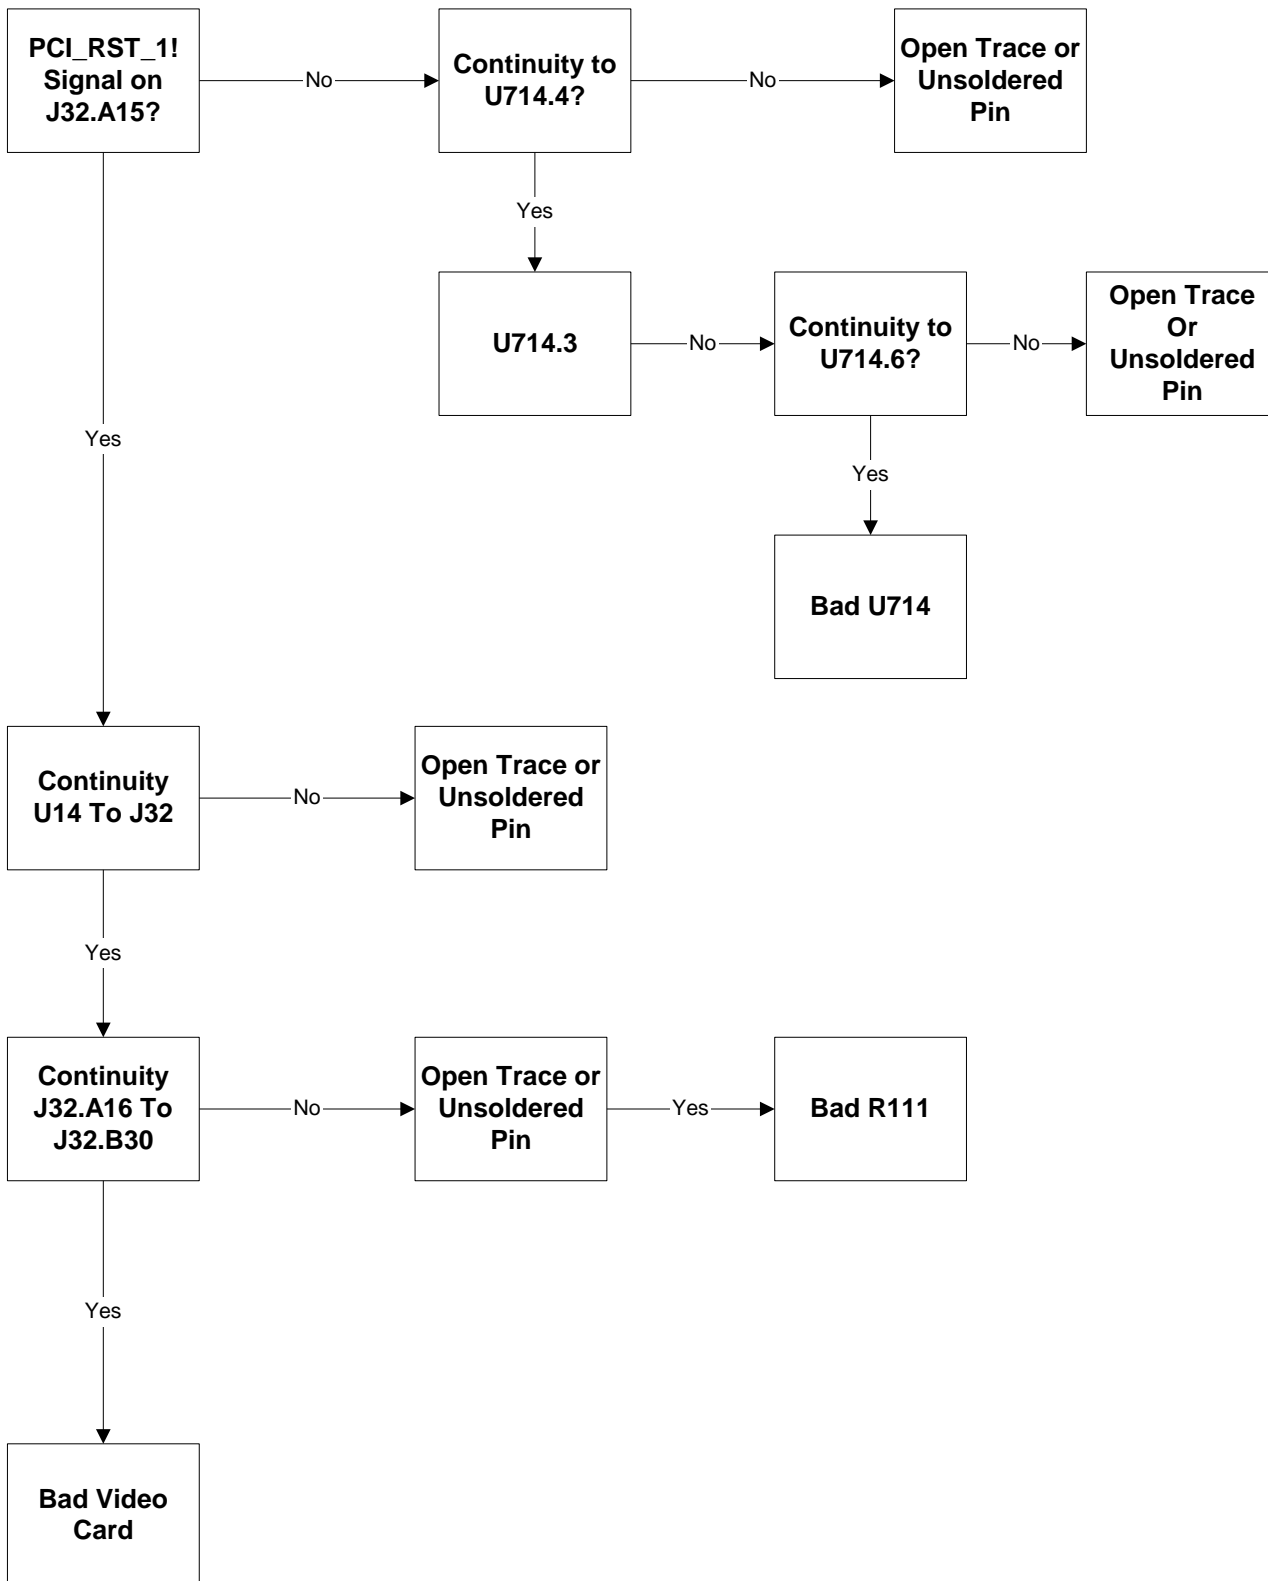 PCI_RST_1!
Signal on
J32.A15?
No
Continuity to
U714.4?
No
Open Trace or
Unsoldered
Pin
Yes
U714.3
No
Continuity to
U714.6?
No
Open Trace
Or
Unsoldered
Pin
Yes
Yes
Bad U714
Continuity
U14 To J32
No
Open Trace or
Unsoldered
Pin
Yes
Continuity
J32.A16 To
J32.B30
No
Open Trace or
Unsoldered
Pin
Yes
Bad R111
Yes
Bad Video
Card